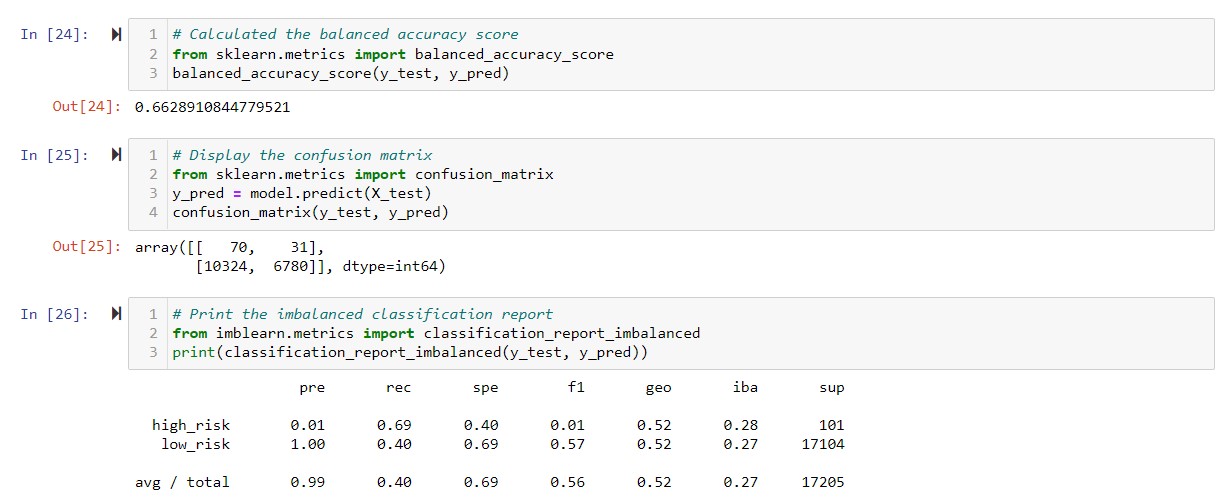 In [24]:
1 # Calculated the balanced accuracy score
2 from sklearn.metrics import balanced_accuracy_score
3 balanced_accuracy_score(y_test, y_pred)
Out[24]: 0.6628910844779521
In [25]:
1 # Display the confusion matrix
2 from sklearn.metrics import confusion_matrix
3 y_pred = model.predict(X_test)
4 confusion_matrix(y_test, y_pred)
Out[25]: array([[   70,    31],
       [10324,  6780]], dtype=int64)
In [26]:
1 # Print the imbalanced classification report
2 from imblearn.metrics import classification_report_imbalanced
3 print(classification_report_imbalanced(y_test, y_pred))
pre rec spe f1 geo iba sup
high_risk 0.01 0.69 0.40 0.01 0.52 0.28 101
low_risk 1.00 0.40 0.69 0.57 0.52 0.27 17104
avg / total 0.99 0.40 0.69 0.56 0.52 0.27 17205